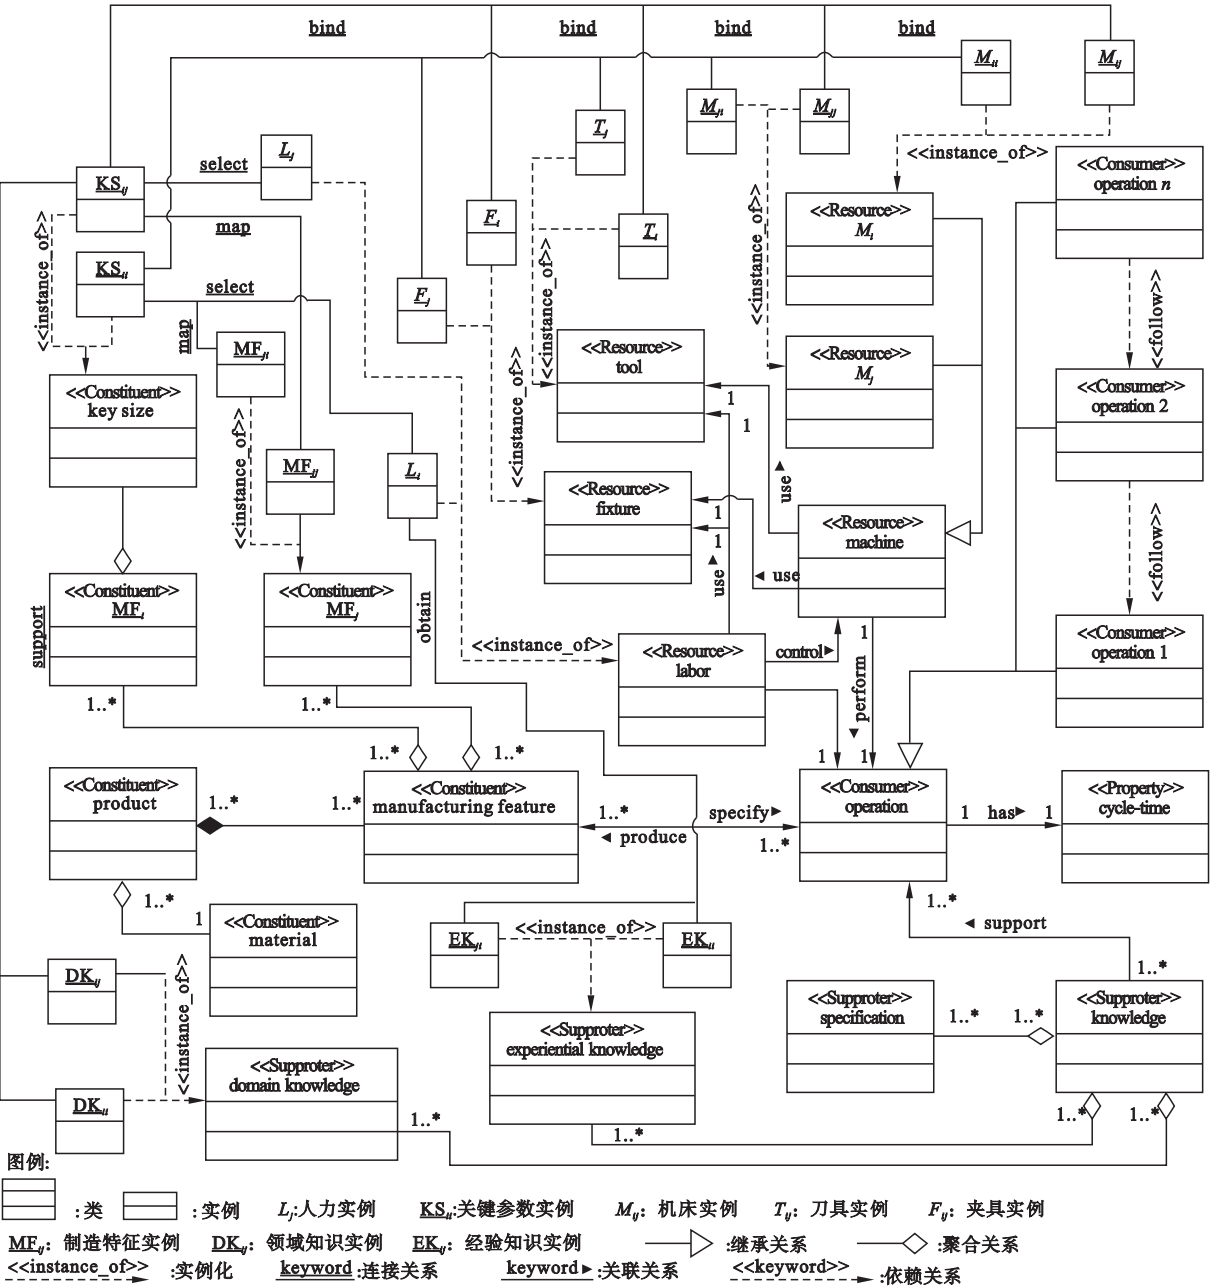 bind bind bind bind
M_ii M_ij
M_ji M_jj
T_j
L_j
select
<<instance_of>>
<<Consumer>>
operation n
KS_ij
map
<<Resource>>
M_i
F_i
T_i
<<instance_of>>
<<instance_of>>
<<instance_of>>
KS_ii
select
F_j
map
MF_ji
<<follow>>
<<Resource>>
tool
<<Resource>>
M_j
<<Constituent>>
key size
<<Consumer>>
operation 2
1
1
<<instance_of>>
<<instance_of>>
MF_jj
L_i
<<Resource>>
fixture
use
1
1
<<Resource>>
machine
<<follow>>
use
use
<<Constituent>>
MF_i
<<Constituent>>
MF_j
support
obtain
<<instance_of>>
<<Resource>>
labor
control
1
perform
<<Consumer>>
operation 1
1..* 1..*
1..* 1..*
1 1
<<Constituent>>
product
1..* 1..*
<<Constituent>>
manufacturing feature
1..* specify
produce 1..*
<<Consumer>>
operation
1 has 1
<<Property>>
cycle-time
1..*
1
<<Constituent>>
material
<<instance_of>>
EK_ji EK_ii
1..*
support
1..*
DK_ij
<<instance_of>>
<<Supproter>>
specification
1..* 1..*
<<Supproter>>
knowledge
<<Supproter>>
experiential knowledge
<<Supproter>>
domain knowledge
DK_ii
1..*
1..*
1..* 1..*
图例:
:类 :实例 L_j:人力实例 KS_ii:关键参数实例 M_ij: 机床实例 T_ij: 刀具实例 F_ij: 夹具实例
MF_ij: 制造特征实例 DK_ij: 领域知识实例 EK_ij: 经验知识实例 :继承关系 :聚合关系
<<instance_of>> :实例化 keyword :连接关系 keyword :关联关系 <<keyword>> :依赖关系